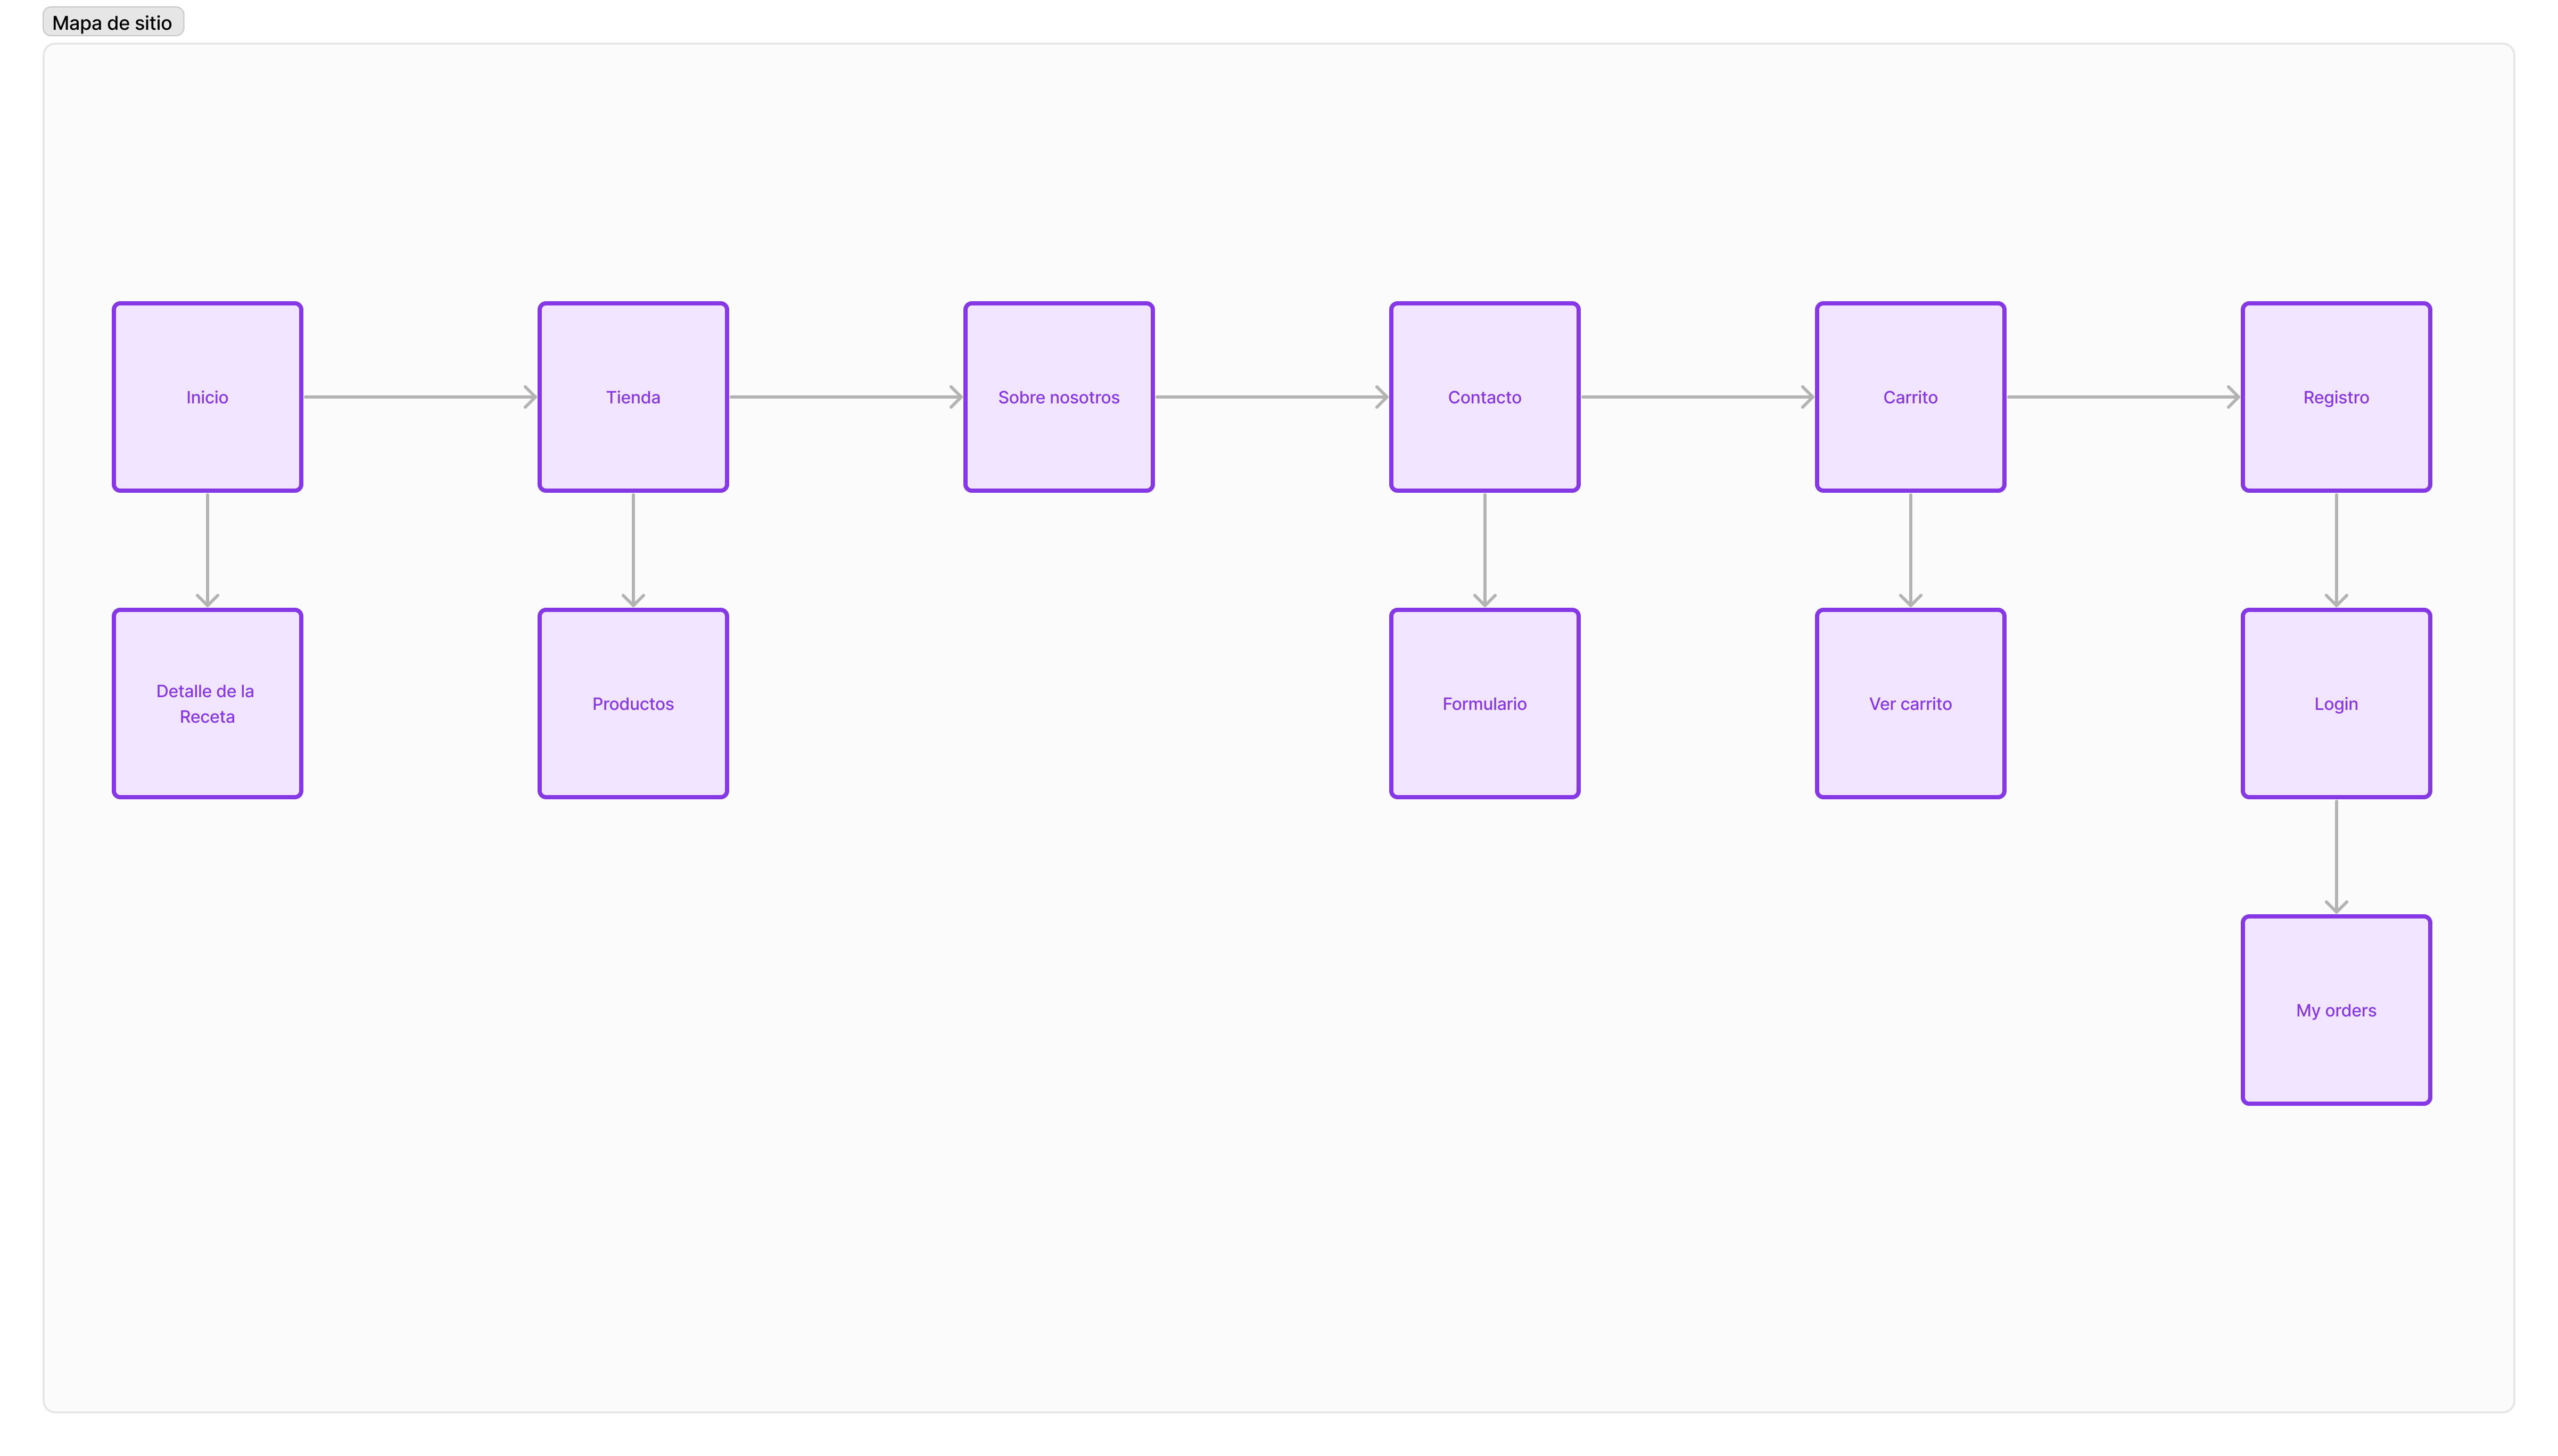 Mapa de sitio
Inicio
Tienda
Sobre nosotros
Contacto
Carrito
Registro
Detalle de la
Receta
Productos
Formulario
Ver carrito
Login
My orders